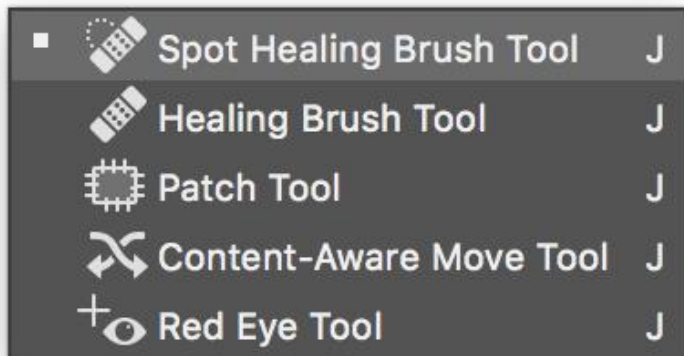 Spot Healing Brush Tool J
Healing Brush Tool J
Patch Tool J
Content-Aware Move Tool J
Red Eye Tool J